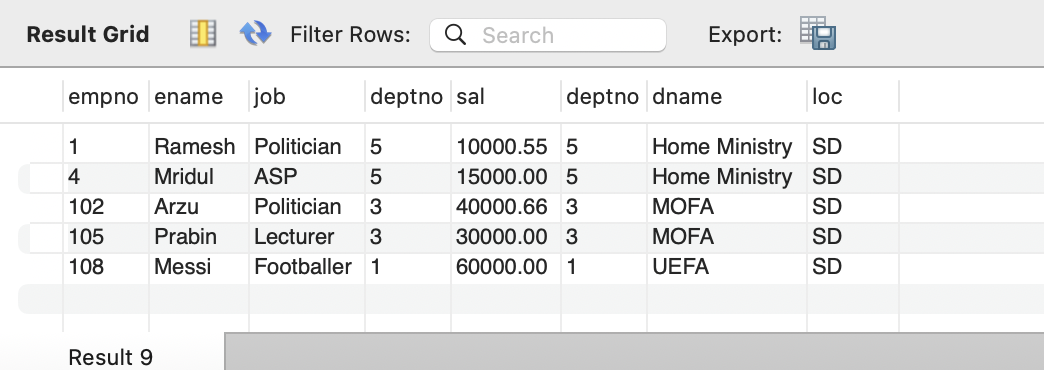 Result Grid Filter Rows: Search Export:
empno ename job deptno sal deptno dname loc
1 Ramesh Politician 5 10000.55 5 Home Ministry SD
4 Mridul ASP 5 15000.00 5 Home Ministry SD
102 Arzu Politician 3 40000.66 3 MOFA SD
105 Prabin Lecturer 3 30000.00 3 MOFA SD
108 Messi Footballer 1 60000.00 1 UEFA SD
Result 9